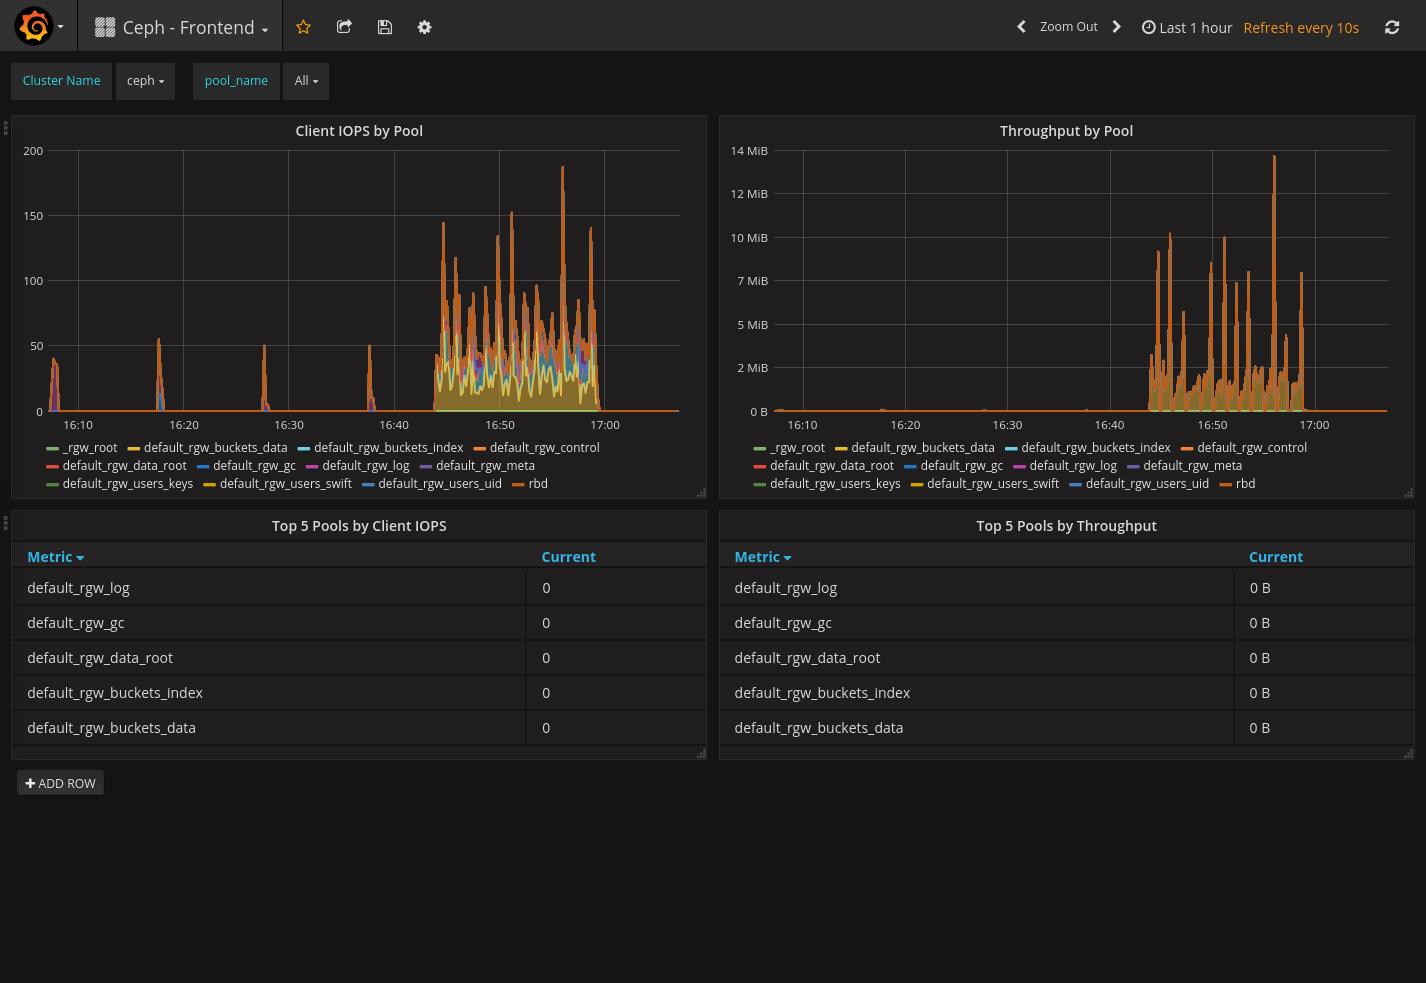 Ceph - Frontend
Zoom Out
Last 1 hour
Refresh every 10s
Cluster Name
ceph
pool_name
All
Client IOPS by Pool
200
150
100
50
0
16:10
16:20
16:30
16:40
16:50
17:00
_rgw_root default_rgw_buckets_data default_rgw_buckets_index default_rgw_control
default_rgw_data_root default_rgw_gc default_rgw_log default_rgw_meta
default_rgw_users_keys default_rgw_users_swift default_rgw_users_uid rbd
Throughput by Pool
14 MiB
12 MiB
10 MiB
7 MiB
5 MiB
2 MiB
0 B
16:10
16:20
16:30
16:40
16:50
17:00
_rgw_root default_rgw_buckets_data default_rgw_buckets_index default_rgw_control
default_rgw_data_root default_rgw_gc default_rgw_log default_rgw_meta
default_rgw_users_keys default_rgw_users_swift default_rgw_users_uid rbd
Top 5 Pools by Client IOPS
Metric Current
default_rgw_log 0
default_rgw_gc 0
default_rgw_data_root 0
default_rgw_buckets_index 0
default_rgw_buckets_data 0
Top 5 Pools by Throughput
Metric Current
default_rgw_log 0 B
default_rgw_gc 0 B
default_rgw_data_root 0 B
default_rgw_buckets_index 0 B
default_rgw_buckets_data 0 B
ADD ROW